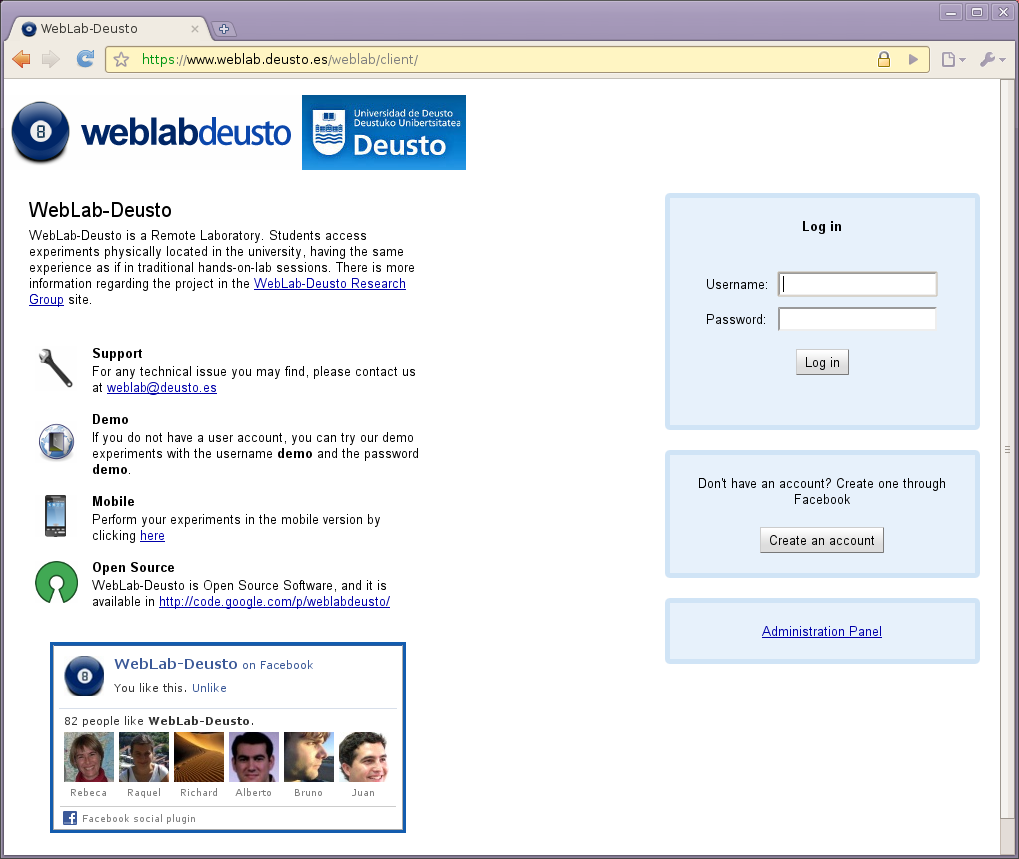 WebLab-Deusto
https://www.weblab.deusto.es/weblab/client/
8
weblabdeusto
Universidad de Deusto
Deustuko Unibertsitatea
Deusto
WebLab-Deusto
WebLab-Deusto is a Remote Laboratory. Students access
experiments physically located in the university, having the same
experience as if in traditional hands-on-lab sessions. There is more
information regarding the project in the WebLab-Deusto Research
Group site.
Support
For any technical issue you may find, please contact us
at weblab@deusto.es
Demo
If you do not have a user account, you can try our demo
experiments with the username demo and the password
demo.
Mobile
Perform your experiments in the mobile version by
clicking here
Open Source
WebLab-Deusto is Open Source Software, and it is
available in http://code.google.com/p/weblabdeusto/
8
WebLab-Deusto on Facebook
You like this. Unlike
82 people like WebLab-Deusto.
Rebeca Raquel Richard Alberto Bruno Juan
Facebook social plugin
Log in
Username:
Password:
Log in
Don't have an account? Create one through
Facebook
Create an account
Administration Panel